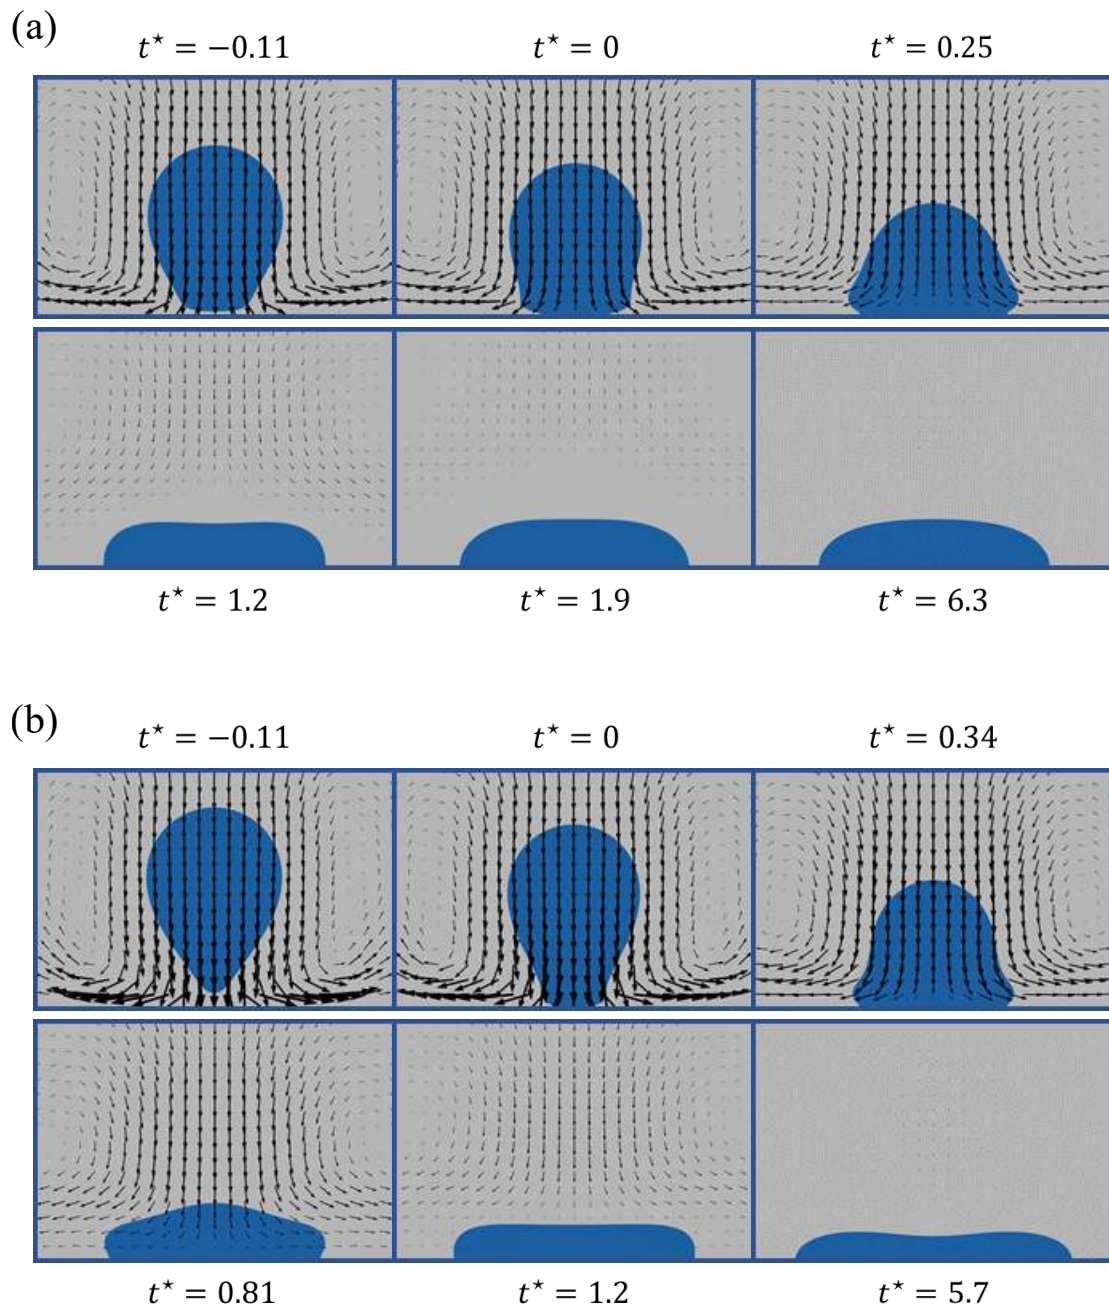 (a)
t⋆ = −0.11
t⋆ = 0
t⋆ = 0.25
t⋆ = 1.2
t⋆ = 1.9
t⋆ = 6.3
(b)
t⋆ = −0.11
t⋆ = 0
t⋆ = 0.34
t⋆ = 0.81
t⋆ = 1.2
t⋆ = 5.7